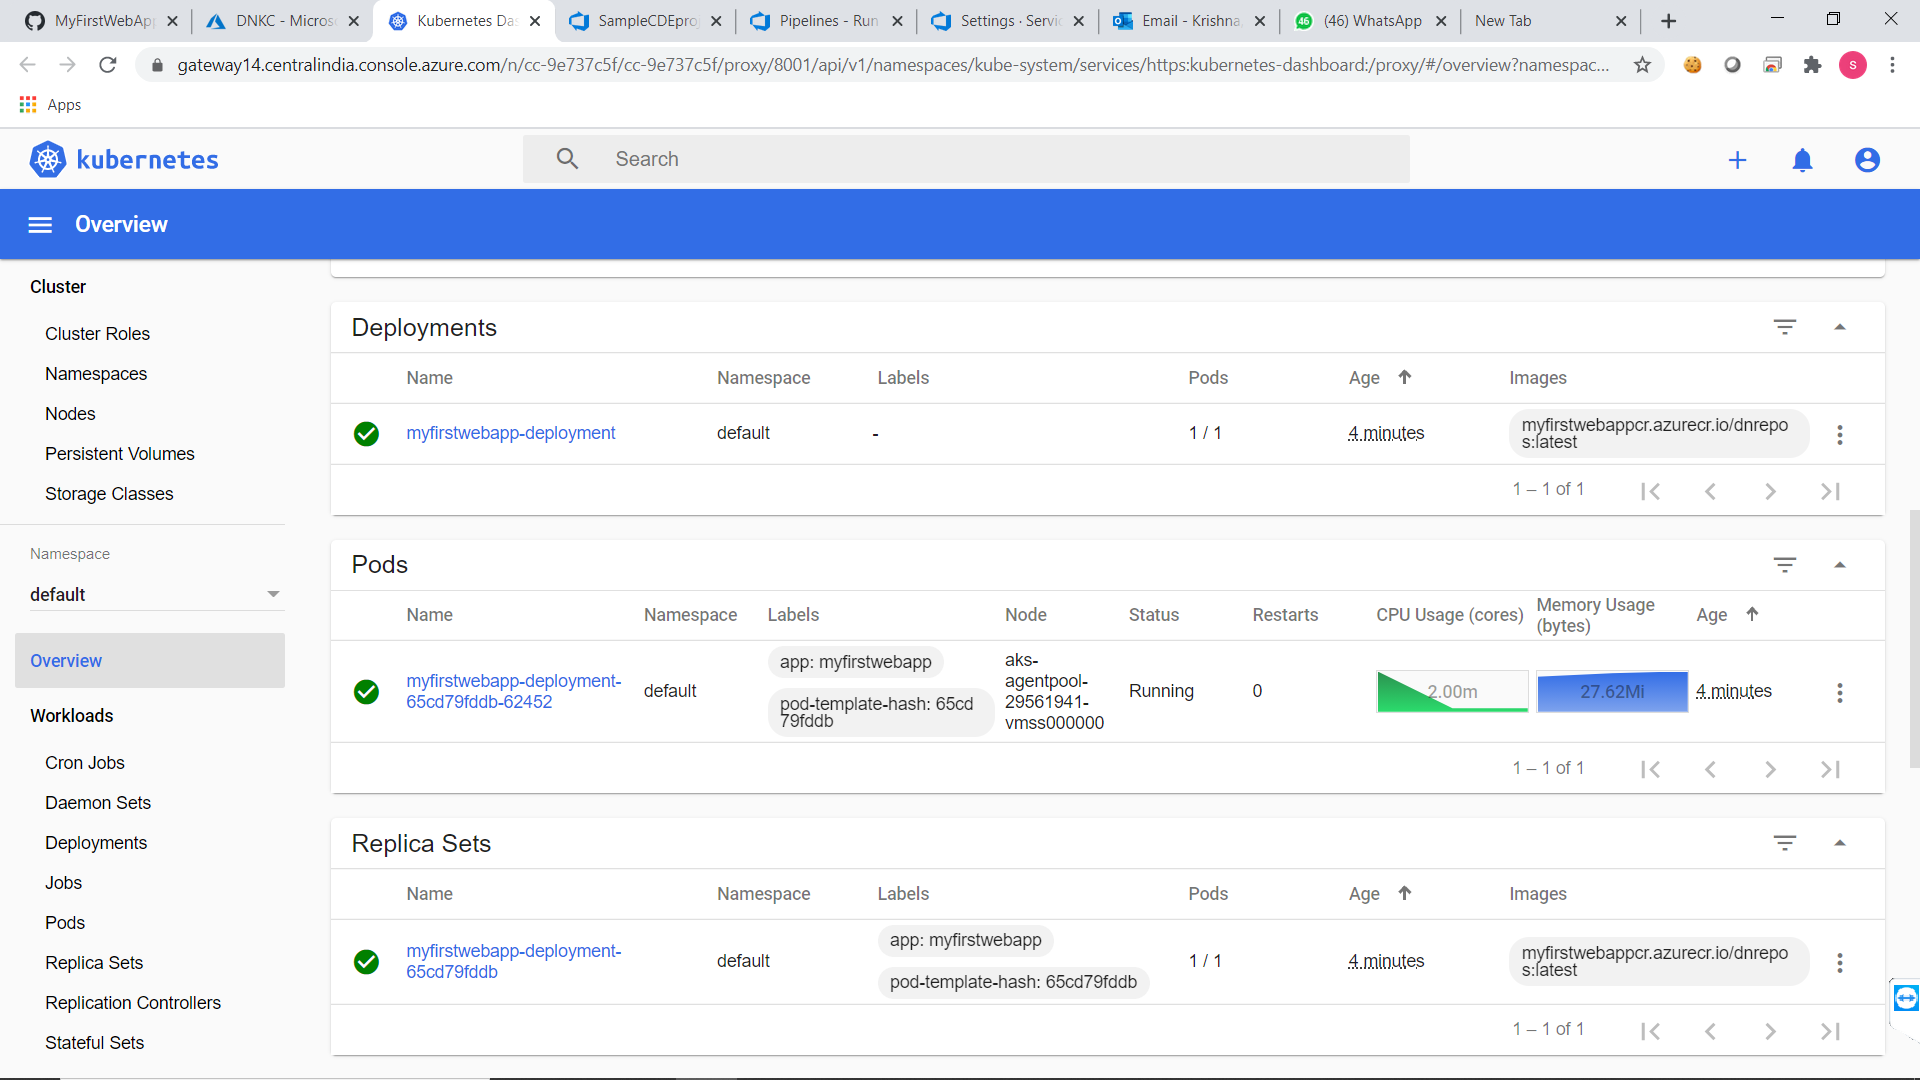 MyFirstWebApp
DNKC - Microso
Kubernetes Das
SampleCDEproj
Pipelines - Run
Settings · Servic
Email - Krishna,
46
(46) WhatsApp
New Tab
gateway14.centralindia.console.azure.com/n/cc-9e737c5f/cc-9e737c5f/proxy/8001/api/v1/namespaces/kube-system/services/https:kubernetes-dashboard:/proxy/#/overview?namespac...
S
Apps
kubernetes
Search
Overview
Cluster
Cluster Roles
Namespaces
Nodes
Persistent Volumes
Storage Classes
Namespace
default
Overview
Workloads
Cron Jobs
Daemon Sets
Deployments
Jobs
Pods
Replica Sets
Replication Controllers
Stateful Sets
Deployments
Name Namespace Labels Pods Age Images
myfirstwebapp-deployment default - 1 / 1 4 minutes myfirstwebappcr.azurecr.io/dnrepo
s:latest
1 – 1 of 1
Pods
Name Namespace Labels Node Status Restarts CPU Usage (cores) Memory Usage
(bytes) Age
myfirstwebapp-deployment-
65cd79fddb-62452
default
app: myfirstwebapp
pod-template-hash: 65cd
79fddb
aks-
agentpool-
29561941-
vmss000000
Running
0
2.00m
27.62Mi
4 minutes
1 – 1 of 1
Replica Sets
Name Namespace Labels Pods Age Images
myfirstwebapp-deployment-
65cd79fddb
default
app: myfirstwebapp
pod-template-hash: 65cd79fddb
1 / 1
4 minutes
myfirstwebappcr.azurecr.io/dnrepo
s:latest
1 – 1 of 1